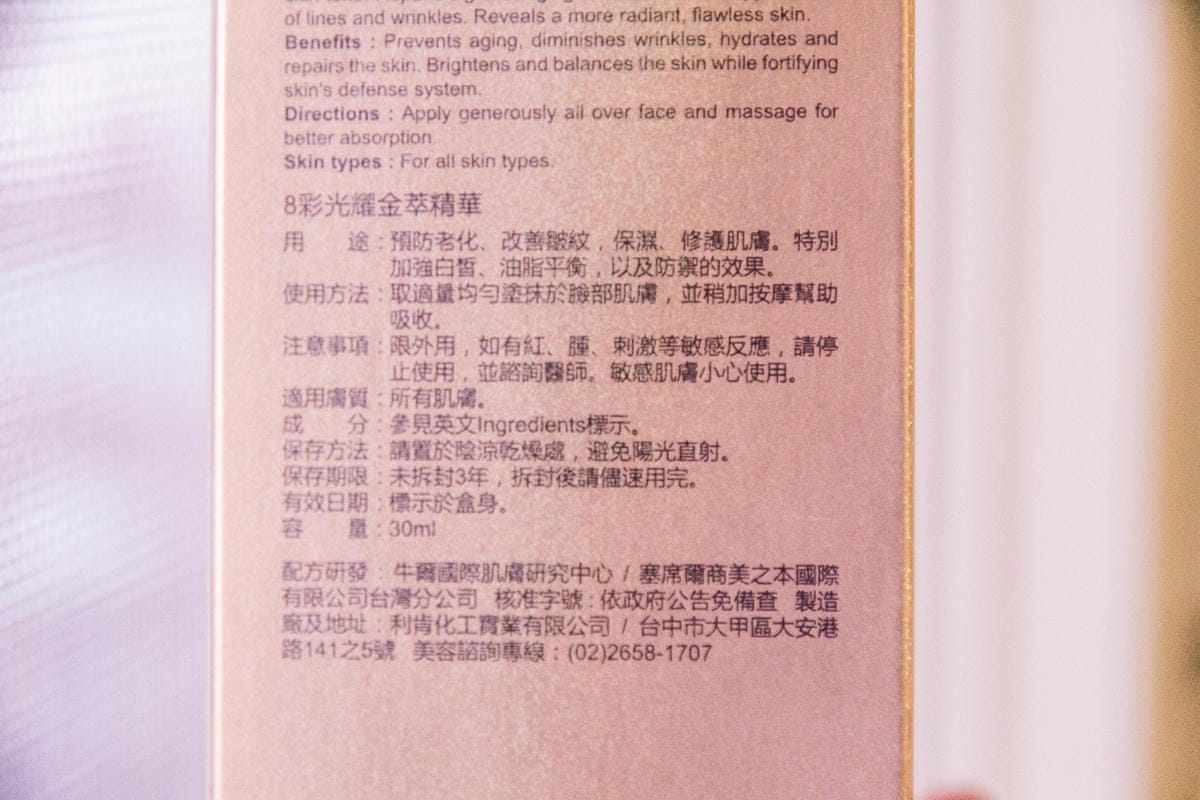 of lines and wrinkles. Reveals a more radiant, flawless skin.
Benefits : Prevents aging, diminishes wrinkles, hydrates and
repairs the skin. Brightens and balances the skin while fortifying
skin's defense system.
Directions : Apply generously all over face and massage for
better absorption.
Skin types : For all skin types.
8彩光耀金萃精華
用　　途：預防老化、改善皺紋，保濕、修護肌膚。特別
加強白皙、油脂平衡，以及防禦的效果。
使用方法：取適量均勻塗抹於臉部肌膚，並稍加按摩幫助
吸收。
注意事項：限外用，如有紅、腫、刺激等敏感反應，請停
止使用，並諮詢醫師。敏感肌膚小心使用。
適用膚質：所有肌膚。
成　　分：參見英文Ingredients標示。
保存方法：請置於陰涼乾燥處，避免陽光直射。
保存期限：未拆封3年，拆封後請儘速用完。
有效日期：標示於盒身。
容　　量：30ml
配方研發：牛爾國際肌膚研究中心 / 塞席爾商美之本國際
有限公司台灣分公司 核准字號：依政府公告免備查 製造
廠及地址：利肯化工實業有限公司 / 台中市大甲區大安港
路141之5號 美容諮詢專線：(02)2658-1707